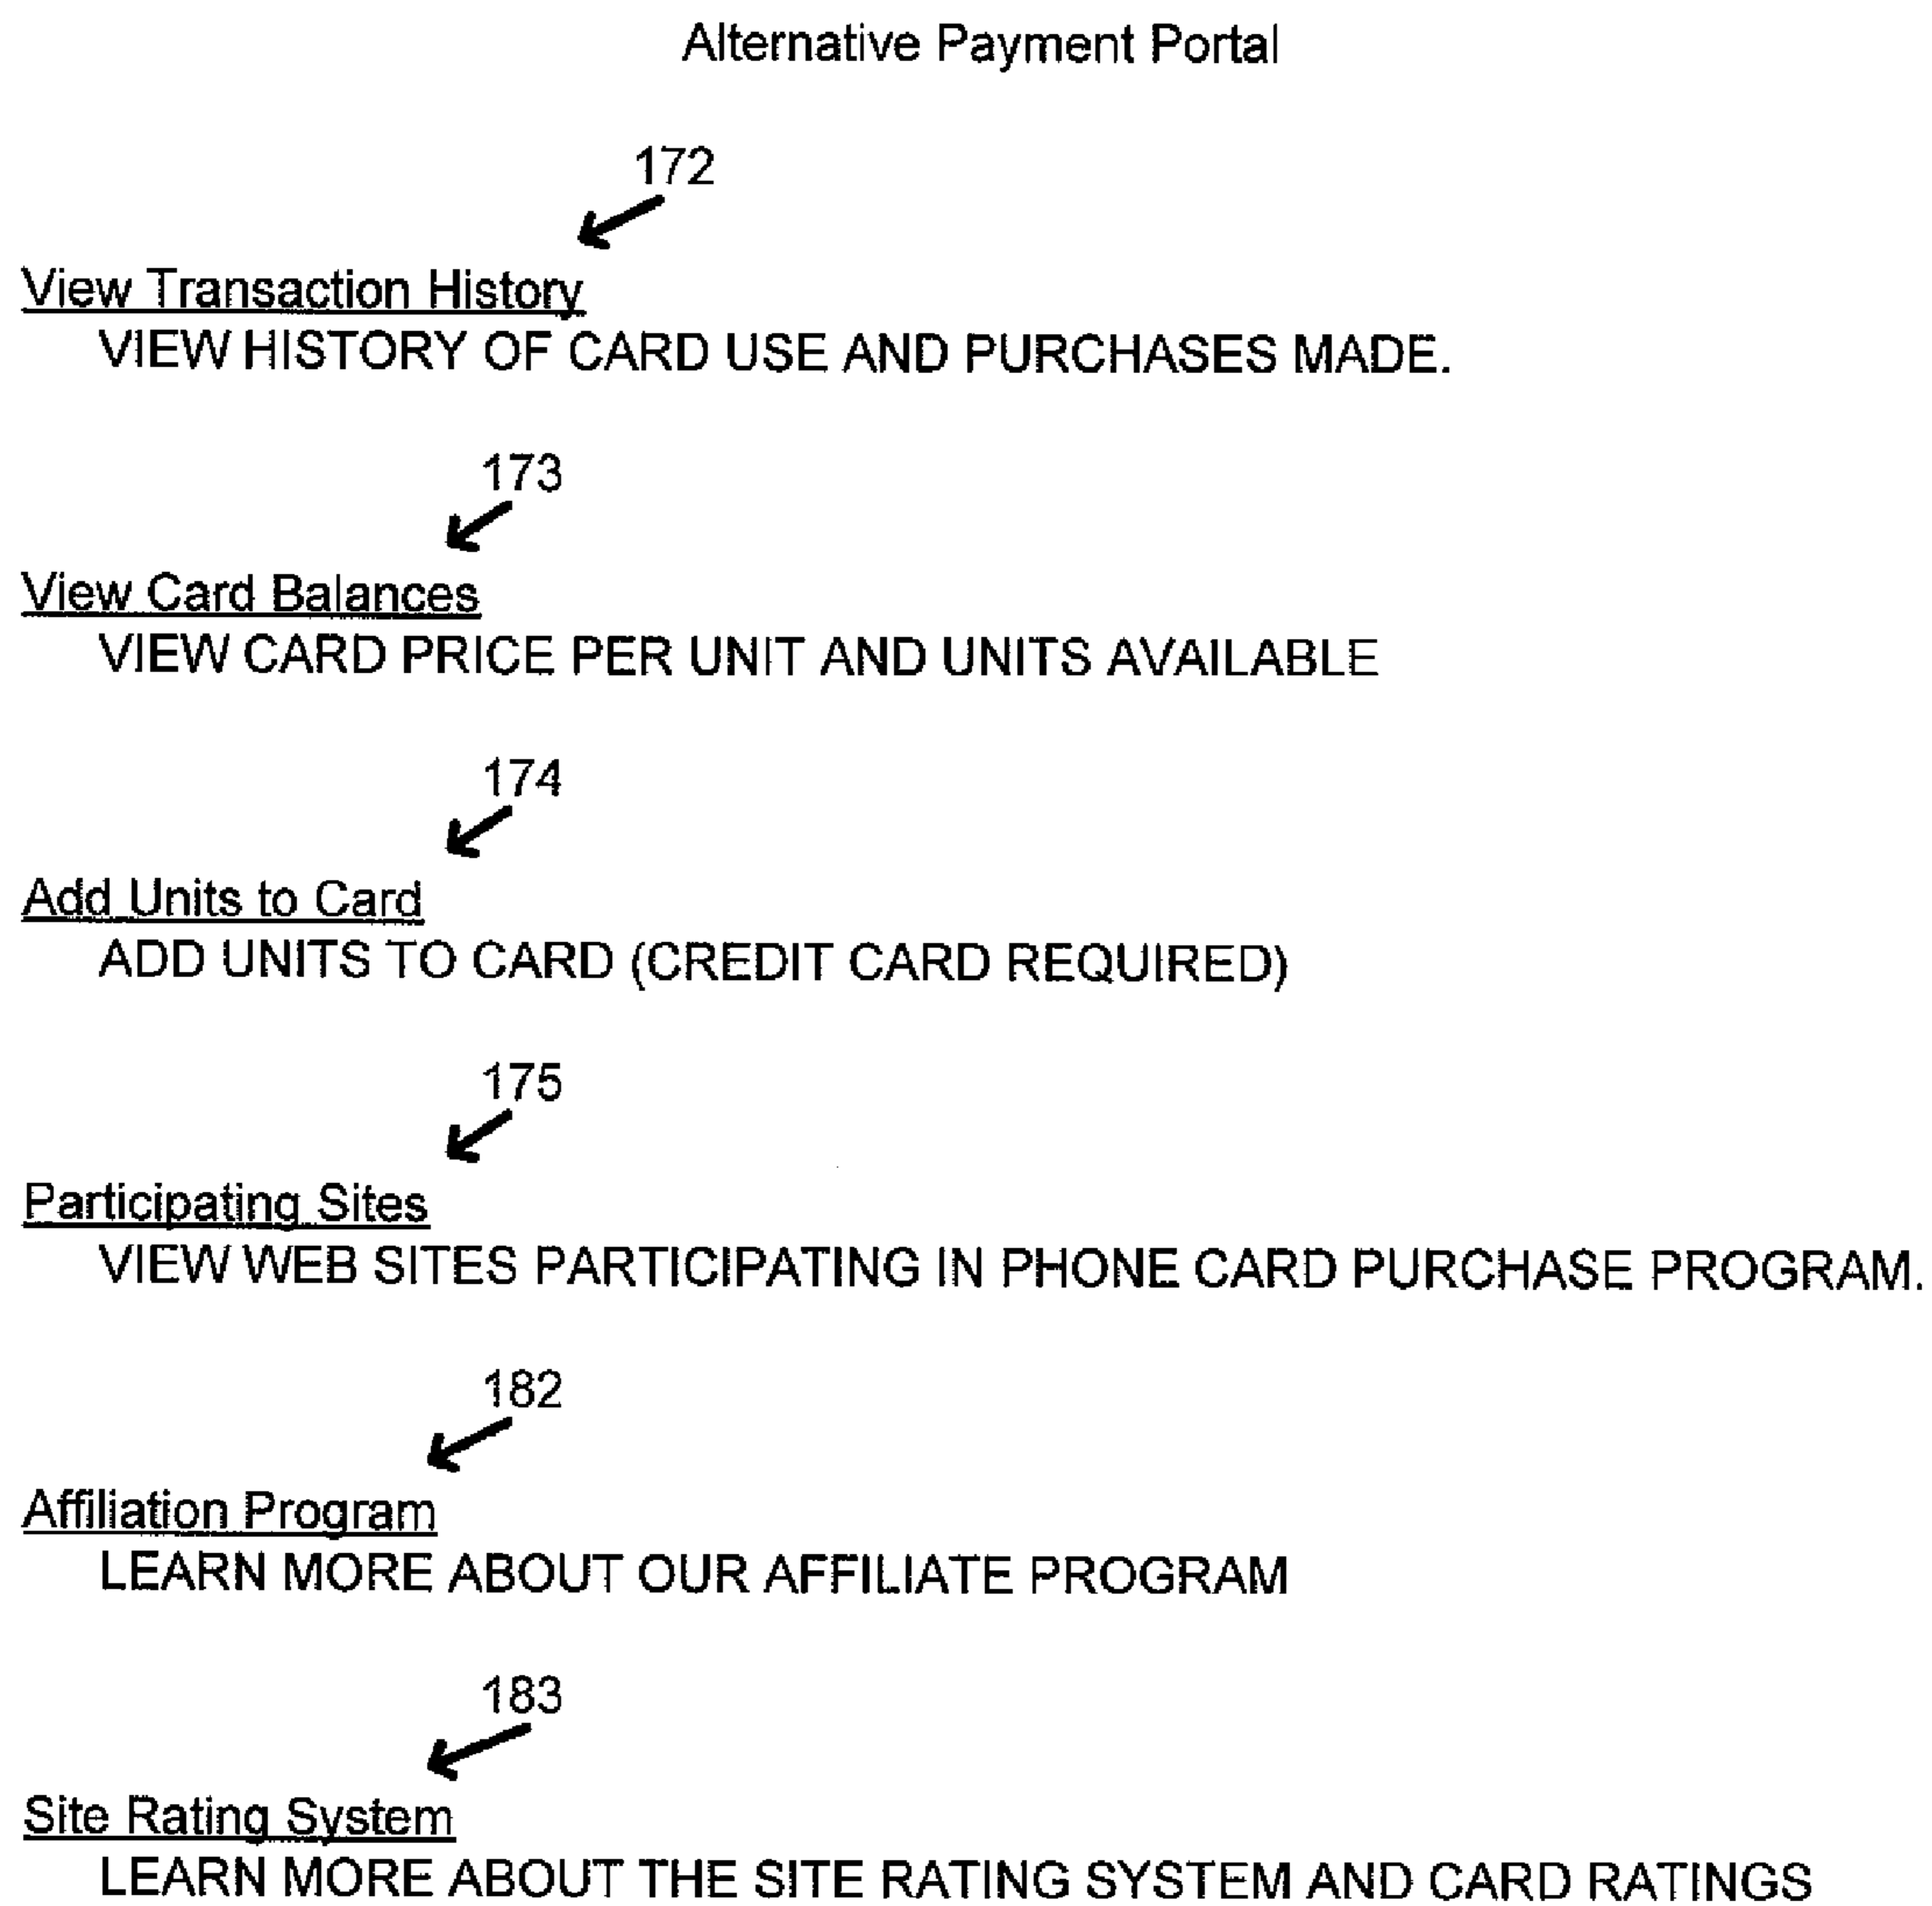 Alternative Payment Portal
172
View Transaction History
VIEW HISTORY OF CARD USE AND PURCHASES MADE.
173
View Card Balances
VIEW CARD PRICE PER UNIT AND UNITS AVAILABLE
174
Add Units to Card
ADD UNITS TO CARD (CREDIT CARD REQUIRED)
175
Participating Sites
VIEW WEB SITES PARTICIPATING IN PHONE CARD PURCHASE PROGRAM.
182
Affiliation Program
LEARN MORE ABOUT OUR AFFILIATE PROGRAM
183
Site Rating System
LEARN MORE ABOUT THE SITE RATING SYSTEM AND CARD RATINGS